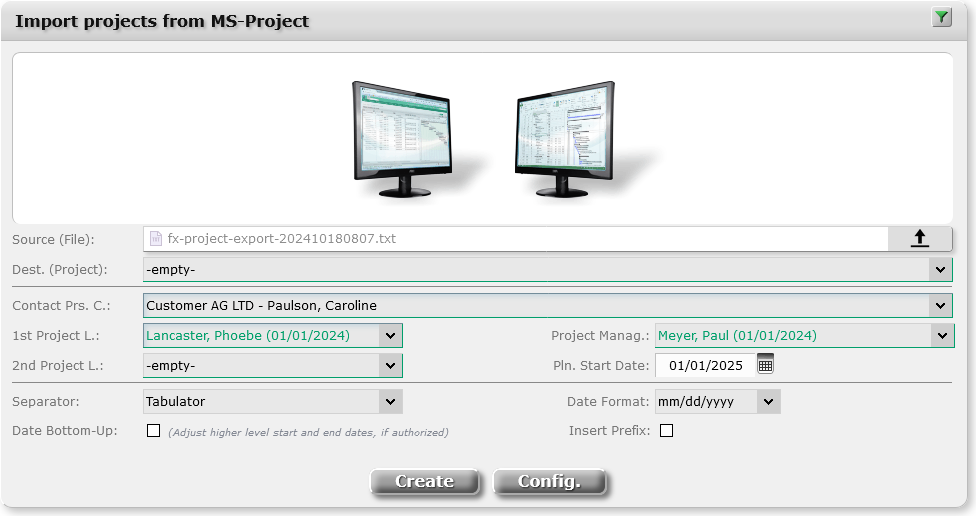 Import projects from MS-Project
Source (File): fx-project-export-202410180807.txt
Dest. (Project): -empty-
Contact Prs. C.: Customer AG LTD - Paulson, Caroline
1st Project L.: Lancaster, Phoebe (01/01/2024) Project Manag.: Meyer, Paul (01/01/2024)
2nd Project L.: -empty- Pln. Start Date: 01/01/2025
Separator: Tabulator Date Format: mm/dd/yyyy
Date Bottom-Up: (Adjust higher level start and end dates, if authorized) Insert Prefix:
Create Config.